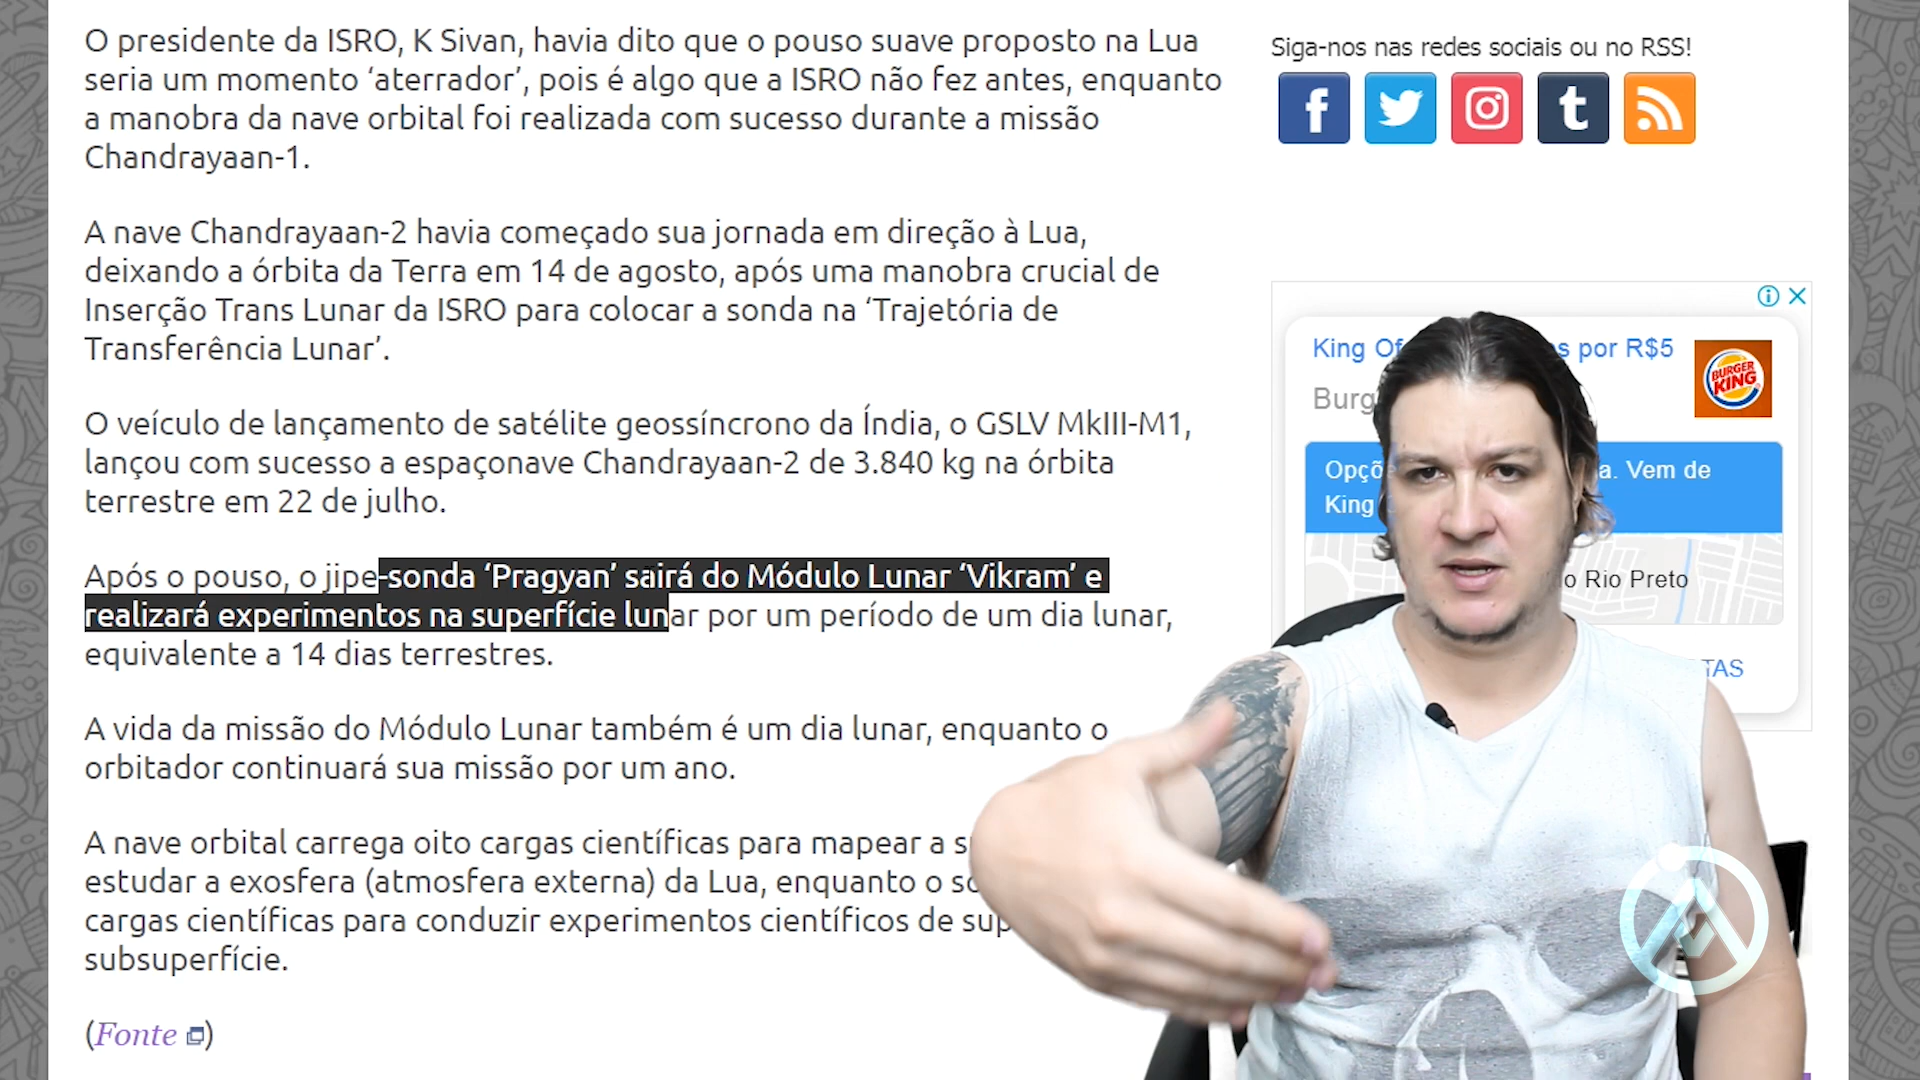 O presidente da ISRO, K Sivan, havia dito que o pouso suave proposto na Lua
seria um momento ‘aterrador’, pois é algo que a ISRO não fez antes, enquanto
a manobra da nave orbital foi realizada com sucesso durante a missão
Chandrayaan-1.
A nave Chandrayaan-2 havia começado sua jornada em direção à Lua,
deixando a órbita da Terra em 14 de agosto, após uma manobra crucial de
Inserção Trans Lunar da ISRO para colocar a sonda na ‘Trajetória de
Transferência Lunar’.
O veículo de lançamento de satélite geossíncrono da Índia, o GSLV MkIII-M1,
lançou com sucesso a espaçonave Chandrayaan-2 de 3.840 kg na órbita
terrestre em 22 de julho.
Após o pouso, o jipe-sonda ‘Pragyan’ sairá do Módulo Lunar ‘Vikram’ e
realizará experimentos na superfície lunar por um período de um dia lunar,
equivalente a 14 dias terrestres.
A vida da missão do Módulo Lunar também é um dia lunar, enquanto o
orbitador continuará sua missão por um ano.
A nave orbital carrega oito cargas científicas para mapear a
estudar a exosfera (atmosfera externa) da Lua, enquanto o
cargas científicas para conduzir experimentos científicos de
subsuperfície.
(Fonte)
Siga-nos nas redes sociais ou no RSS!
King por R$5
BURGER
KING
a. Vem de
King
Rio Preto